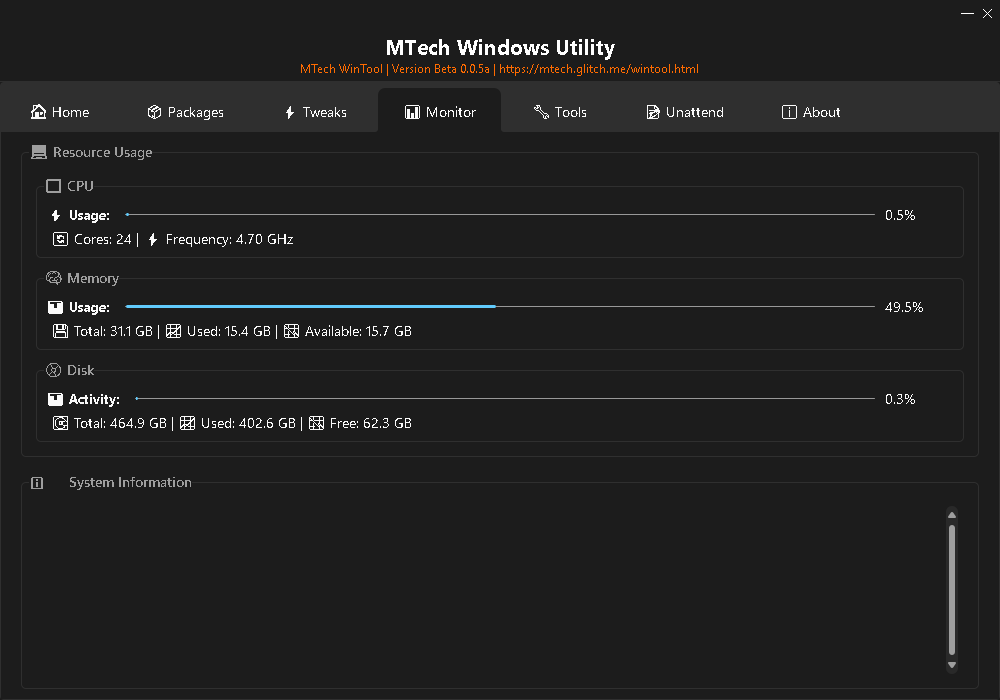 MTech Windows Utility
MTech WinTool | Version Beta 0.0.5a | https://mtech.glitch.me/wintool.html
Home Packages Tweaks Monitor Tools Unattend About
Resource Usage
CPU
Usage: 0.5%
Cores: 24 | Frequency: 4.70 GHz
Memory
Usage: 49.5%
Total: 31.1 GB | Used: 15.4 GB | Available: 15.7 GB
Disk
Activity: 0.3%
Total: 464.9 GB | Used: 402.6 GB | Free: 62.3 GB
System Information